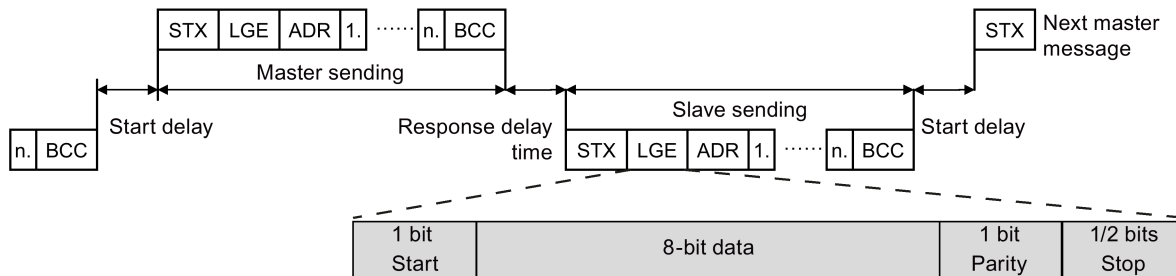 STX LGE ADR 1. ...... n. BCC
STX
Next master
message
Master sending
Start delay
n. BCC
Response delay
time
Slave sending
STX LGE ADR 1. ...... n. BCC
Start delay
1 bit
Start
8-bit data
1 bit
Parity
1/2 bits
Stop